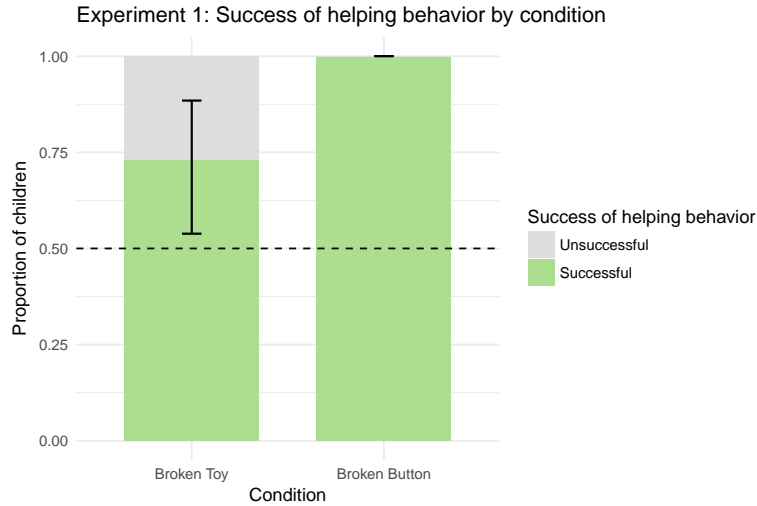 Experiment 1: Success of helping behavior by condition
Proportion of children
1.00
0.75
0.50
0.25
0.00
Broken Toy
Broken Button
Condition
Success of helping behavior
Unsuccessful
Successful